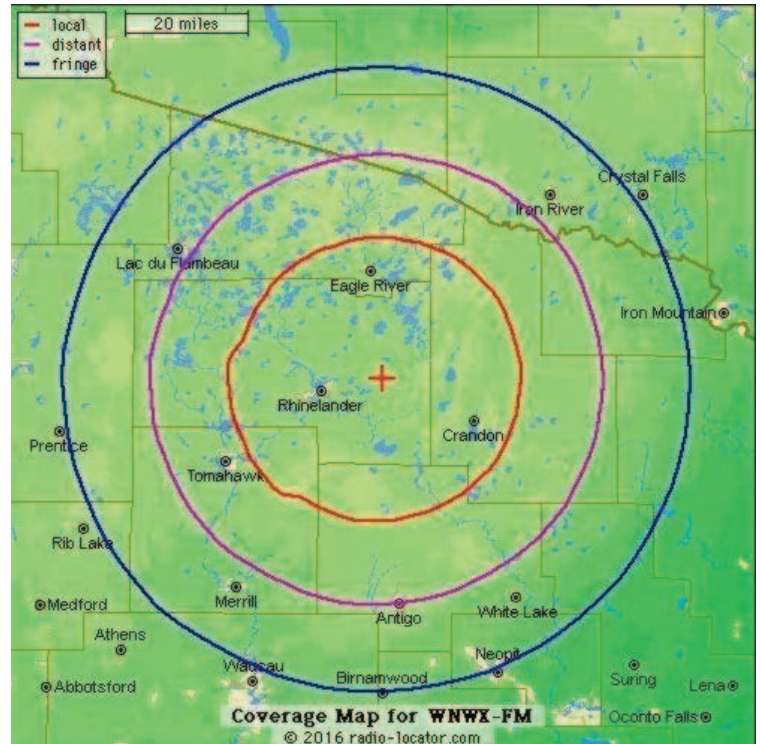 local
distant
fringe
20 miles
Crystal Falls
Iron River
Lac du Flambeau
Eagle River
Iron Mountain
Rhinelander
Crandon
Prentice
Tomahawk
Rib Lake
Merrill
White Lake
Medford
Antigo
Athens
Neopit
Wausau
Birnamwood
Suring
Abbotsford
Lena
Oconto Falls
Coverage Map for WNWX-FM
© 2016 radio-locator.com